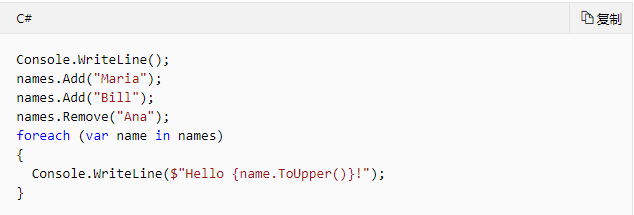 C#
复制
Console.WriteLine();
names.Add("Maria");
names.Add("Bill");
names.Remove("Ana");
foreach (var name in names)
{
  Console.WriteLine($"Hello {name.ToUpper()}!");
}